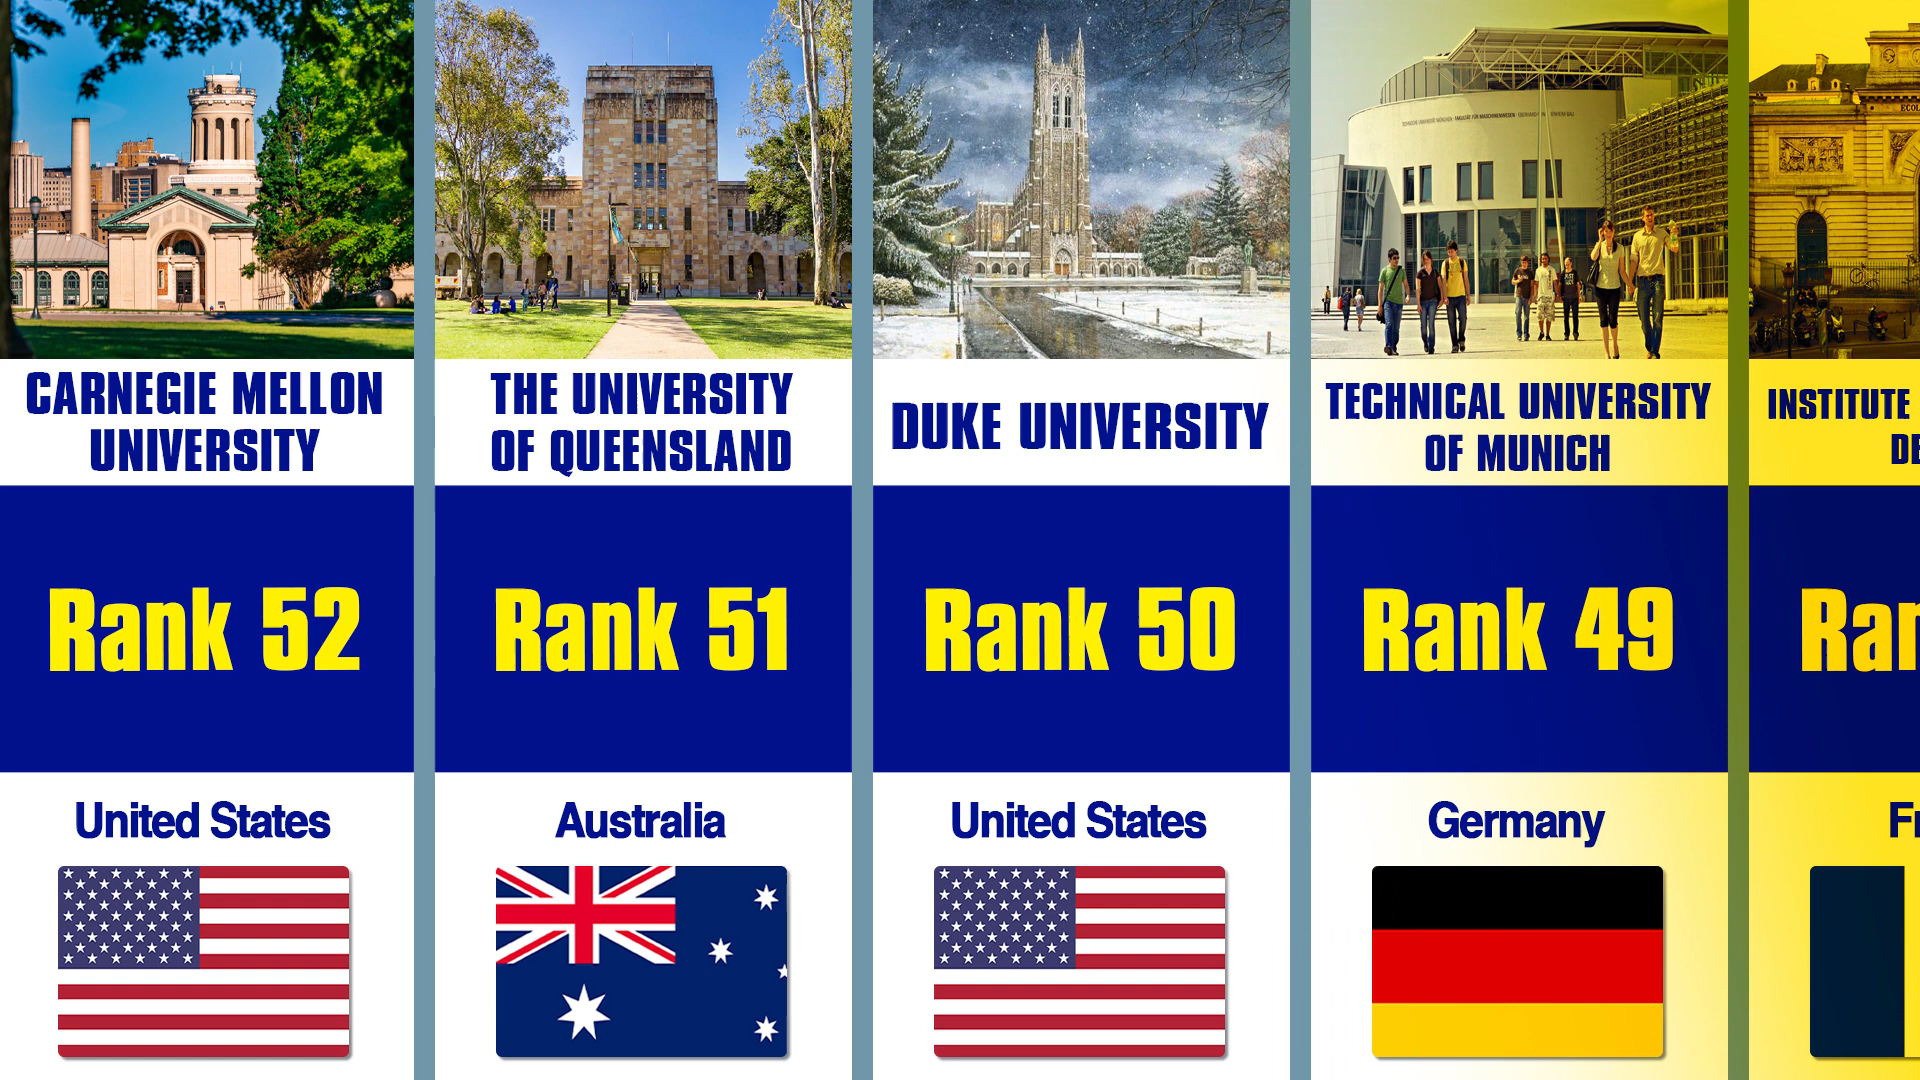 CARNEGIE MELLON
UNIVERSITY
Rank 52
United States
THE UNIVERSITY
OF QUEENSLAND
Rank 51
Australia
DUKE UNIVERSITY
Rank 50
United States
TECHNICAL UNIVERSITY
OF MUNICH
Rank 49
Germany
INSTITUTE